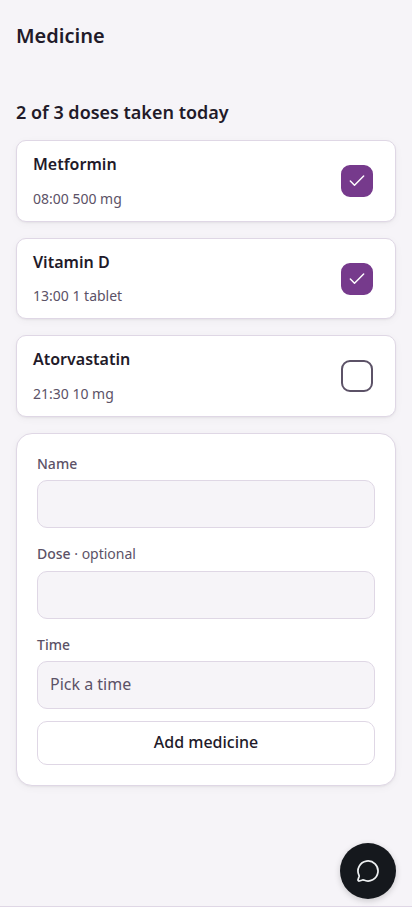 Medicine
2 of 3 doses taken today
Metformin
08:00 500 mg
Vitamin D
13:00 1 tablet
Atorvastatin
21:30 10 mg
Name
Dose · optional
Time
Pick a time
Add medicine